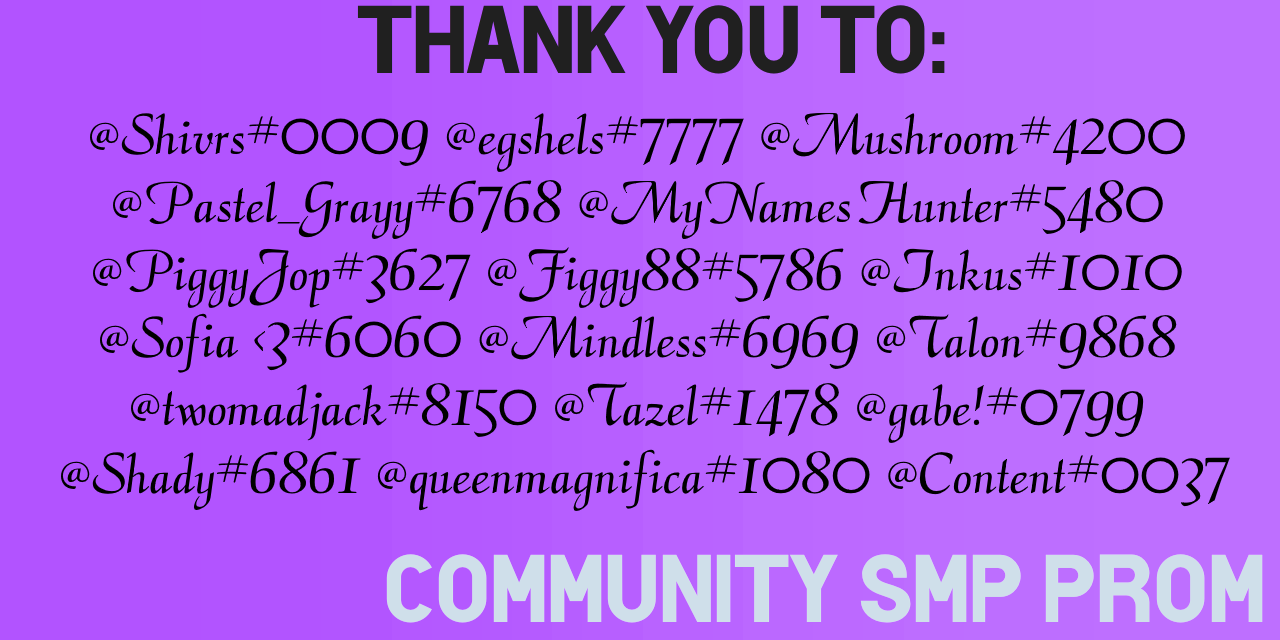 THANK YOU TO:
@Shivrs#0009 @egshels#7777 @Mushroom#4200
@Pastel_Grayy#6768 @MyNamesHunter#5480
@PiggyJop#3627 @Figgy88#5786 @Inkus#1010
@Sofia <3#6060 @Mindless#6969 @Talon#9868
@twomadjack#8150 @Tazel#1478 @gabe!#0799
@Shady#6861 @queenmagnifica#1080 @Content#0037
COMMUNITY SMP PROM